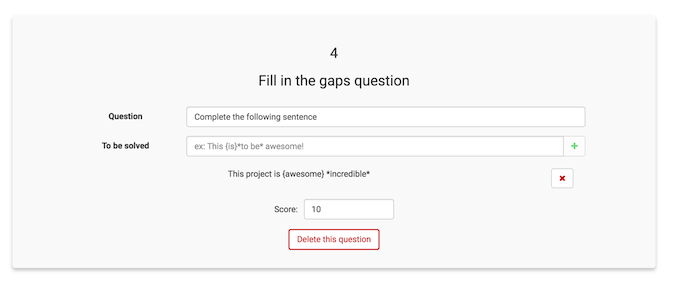 4
Fill in the gaps question
Question Complete the following sentence
To be solved ex: This {is}*to be* awesome!
This project is {awesome} *incredible*
Score: 10
Delete this question